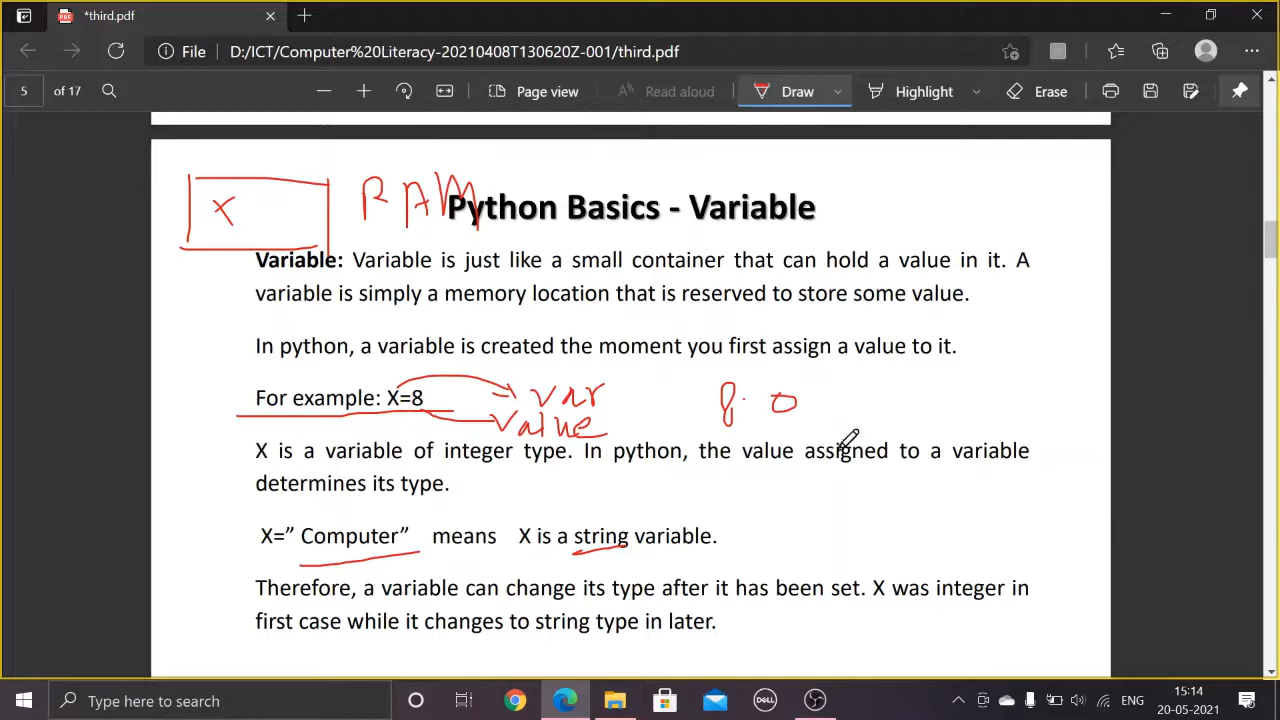 *third.pdf
File D:/ICT/Computer%20Literacy-20210408T130620Z-001/third.pdf
5 of 17 Page view Read aloud Draw Highlight Erase
X RAM
Python Basics - Variable
Variable: Variable is just like a small container that can hold a value in it. A
variable is simply a memory location that is reserved to store some value.
In python, a variable is created the moment you first assign a value to it.
For example: X=8 var 8.0
value
X is a variable of integer type. In python, the value assigned to a variable
determines its type.
X=” Computer” means X is a string variable.
Therefore, a variable can change its type after it has been set. X was integer in
first case while it changes to string type in later.
Type here to search DELL ENG 15:14
20-05-2021